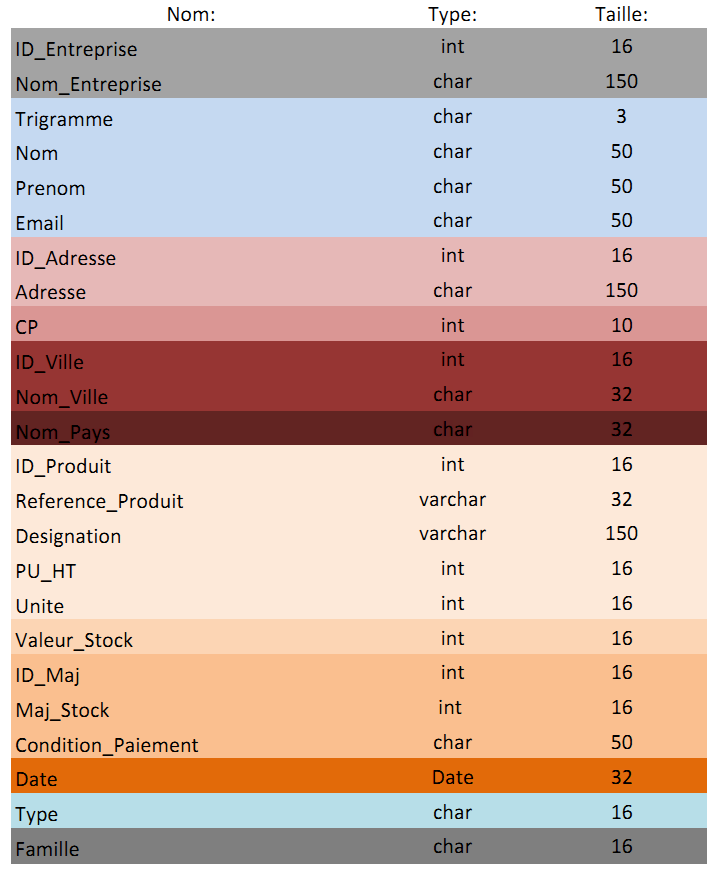 Nom: Type: Taille:
ID_Entreprise int 16
Nom_Entreprise char 150
Trigramme char 3
Nom char 50
Prenom char 50
Email char 50
ID_Adresse int 16
Adresse char 150
CP int 10
ID_Ville int 16
Nom_Ville char 32
Nom_Pays char 32
ID_Produit int 16
Reference_Produit varchar 32
Designation varchar 150
PU_HT int 16
Unite int 16
Valeur_Stock int 16
ID_Maj int 16
Maj_Stock int 16
Condition_Paiement char 50
Date Date 32
Type char 16
Famille char 16